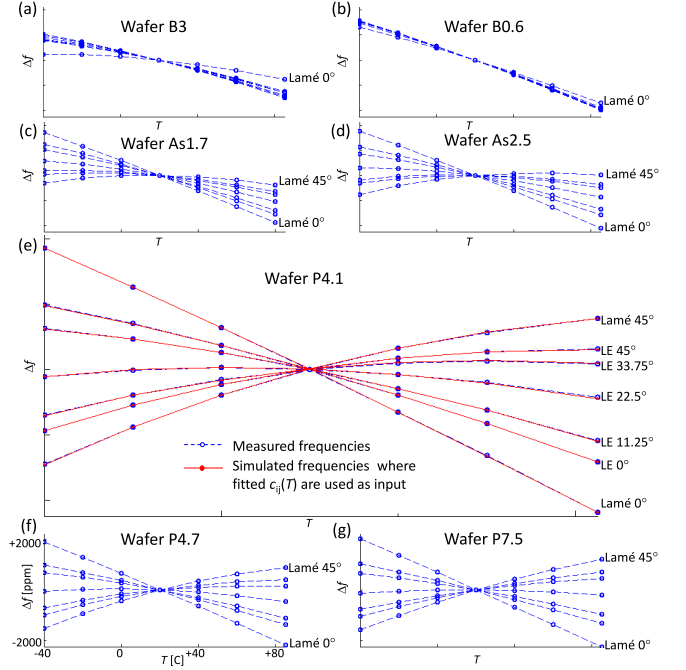 (a)
Wafer B3
Δf
Lamé 0°
T
(b)
Wafer B0.6
Δf
Lamé 0°
T
(c)
Wafer As1.7
Δf
Lamé 45°
Lamé 0°
T
(d)
Wafer As2.5
Δf
Lamé 45°
Lamé 0°
T
(e)
Wafer P4.1
Δf
Lamé 45°
LE 45°
LE 33.75°
LE 22.5°
LE 11.25°
LE 0°
Lamé 0°
Measured frequencies
Simulated frequencies where
fitted cij(T) are used as input
T
(f)
Wafer P4.7
+2000
Δf [ppm]
-2000
Lamé 45°
Lamé 0°
-40
0
+40
+80
T [C]
(g)
Wafer P7.5
Δf
Lamé 45°
Lamé 0°
T